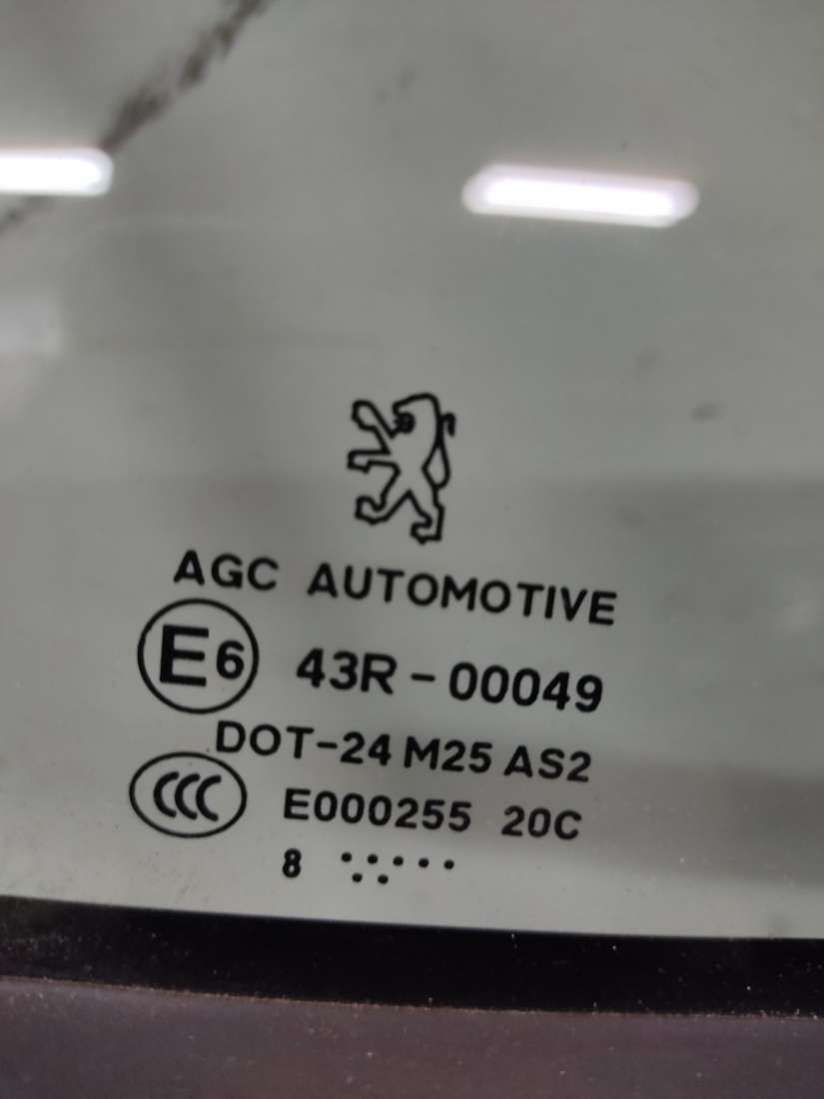 AGC AUTOMOTIVE
E6 43R-00049
DOT-24 M25 AS2
CCC E000255 20C
8